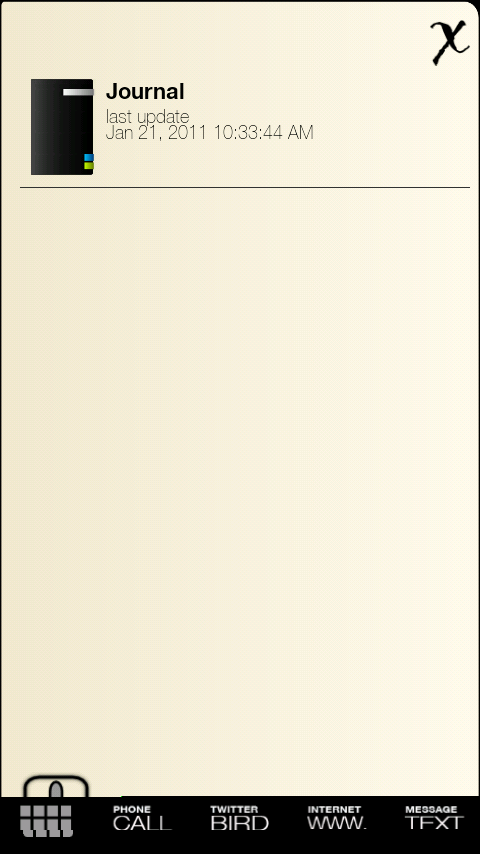 x
Journal
last update
Jan 21, 2011 10:33:44 AM
PHONE
CALL
TWITTER
BIRD
INTERNET
WWW.
MESSAGE
TEXT